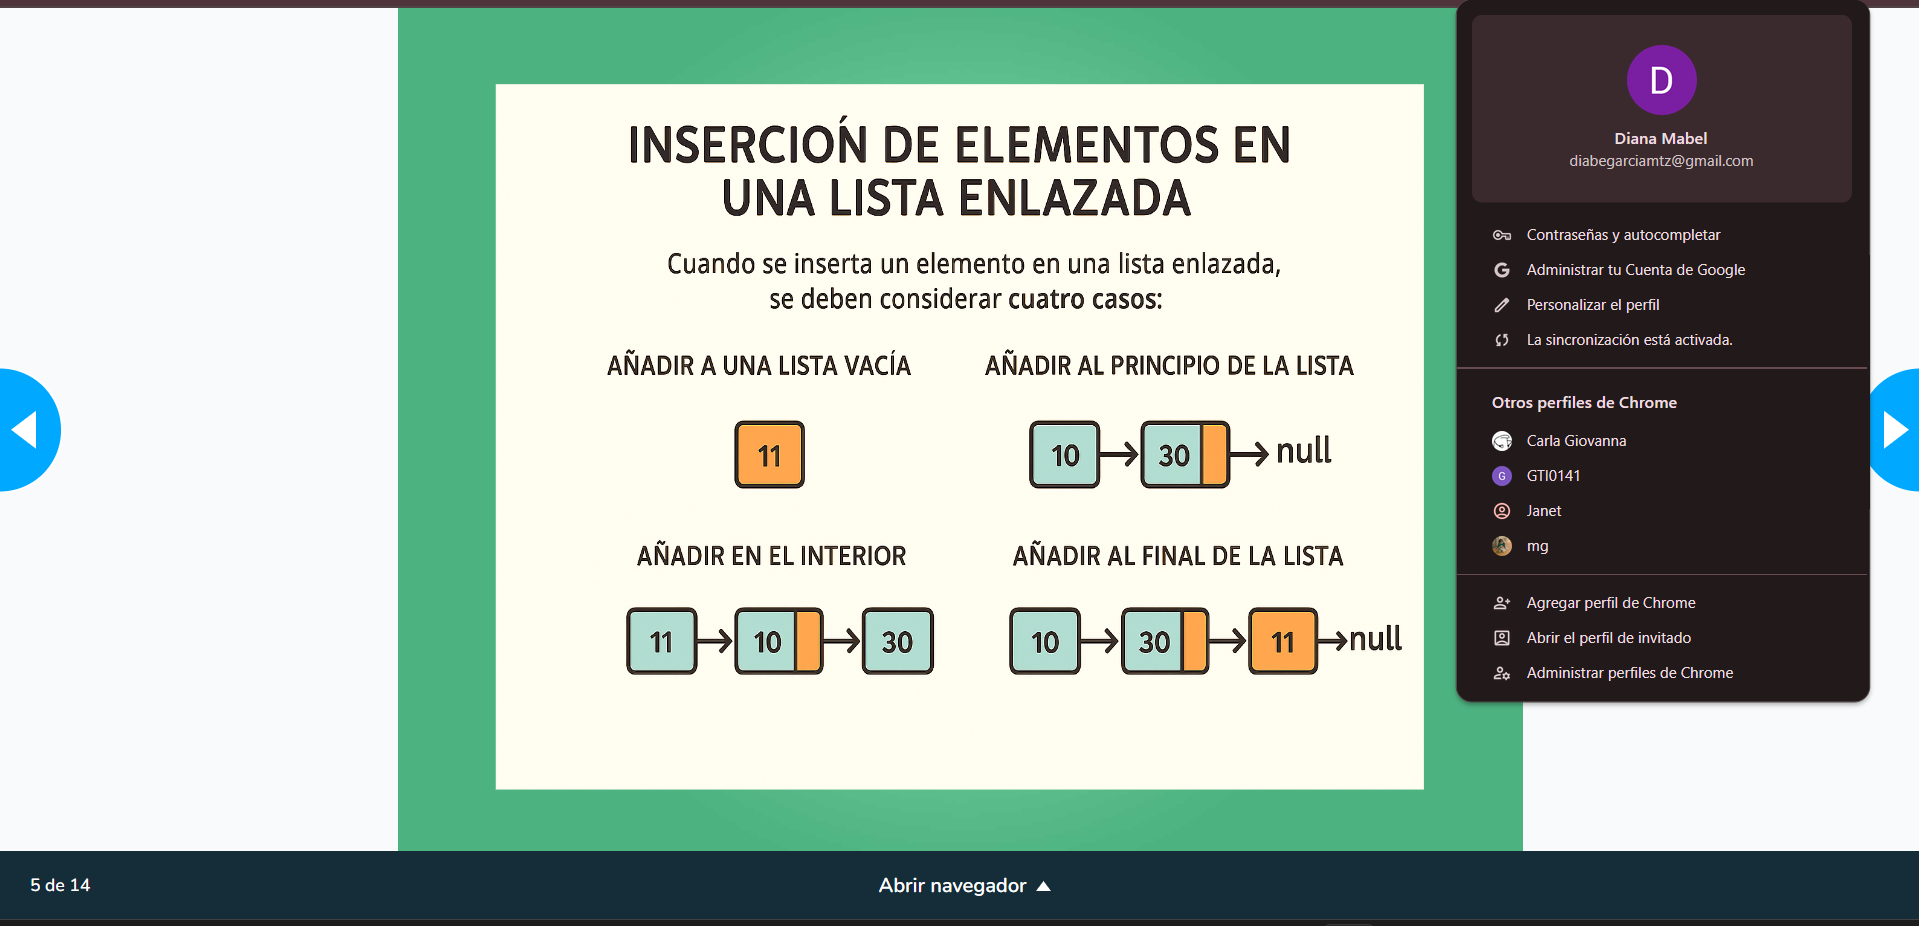 INSERCIOŃ DE ELEMENTOS EN
UNA LISTA ENLAZADA
Cuando se inserta un elemento en una lista enlazada,
se deben considerar cuatro casos:
AÑADIR A UNA LISTA VACÍA
11
AÑADIR AL PRINCIPIO DE LA LISTA
10 30 null
AÑADIR EN EL INTERIOR
11 10 30
AÑADIR AL FINAL DE LA LISTA
10 30 11 null
D
Diana Mabel
diabegarciamtz@gmail.com
Contraseñas y autocompletar
G Administrar tu Cuenta de Google
Personalizar el perfil
La sincronización está activada.
Otros perfiles de Chrome
Carla Giovanna
G GTI0141
Janet
mg
Agregar perfil de Chrome
Abrir el perfil de invitado
Administrar perfiles de Chrome
5 de 14
Abrir navegador